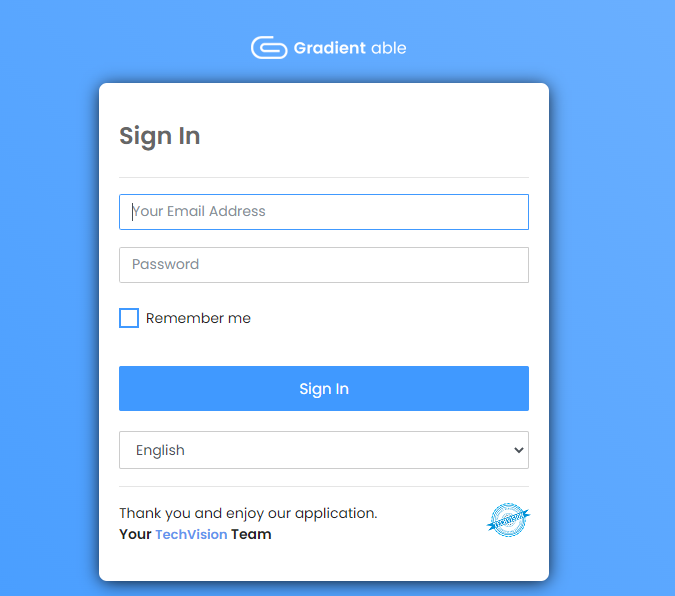 Gradient able
Sign In
Your Email Address
Password
Remember me
Sign In
English
Thank you and enjoy our application.
Your TechVision Team
TECHVISION